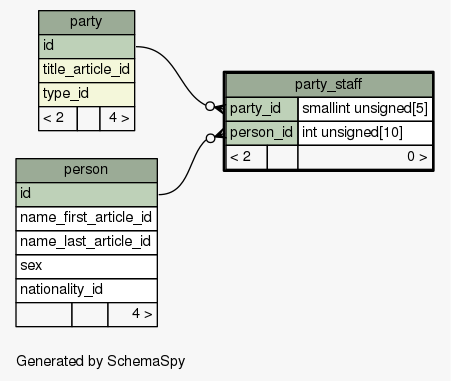 party
id
title_article_id
type_id
< 2 4 >
party_staff
party_id smallint unsigned[5]
person_id int unsigned[10]
< 2 0 >
person
id
name_first_article_id
name_last_article_id
sex
nationality_id
4 >
Generated by SchemaSpy